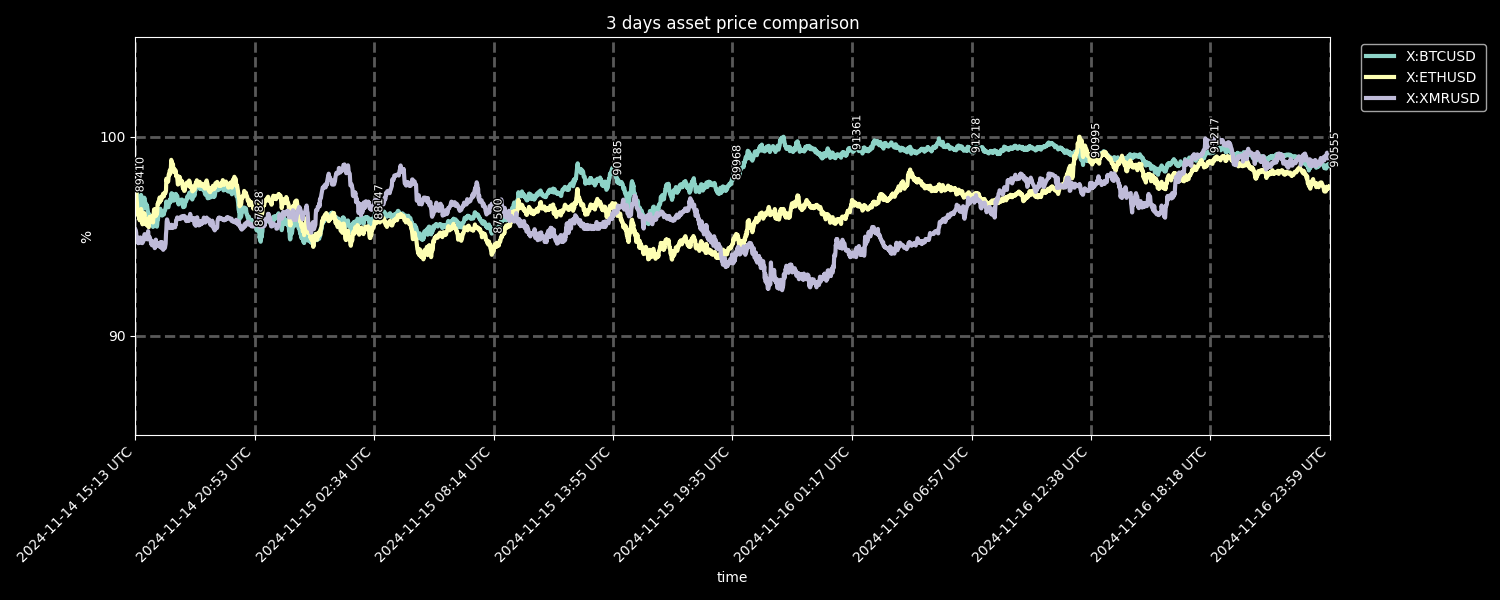 3 days asset price comparison
X:BTCUSD
X:ETHUSD
X:XMRUSD
%
100
90
89410
87828
88147
87500
90185
89968
91361
91218
90995
91217
90555
2024-11-14 15:13 UTC
2024-11-14 20:53 UTC
2024-11-15 02:34 UTC
2024-11-15 08:14 UTC
2024-11-15 13:55 UTC
2024-11-15 19:35 UTC
2024-11-16 01:17 UTC
2024-11-16 06:57 UTC
2024-11-16 12:38 UTC
2024-11-16 18:18 UTC
2024-11-16 23:59 UTC
time